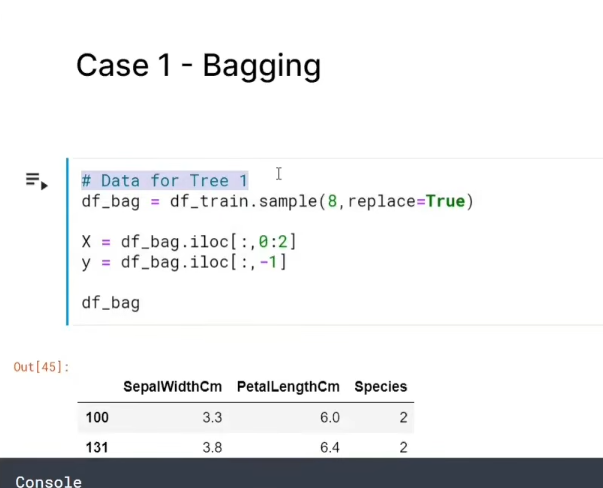 Case 1 - Bagging
# Data for Tree 1
df_bag = df_train.sample(8,replace=True)
X = df_bag.iloc[:,0:2]
y = df_bag.iloc[:,-1]
df_bag
Out[45]:
SepalWidthCm PetalLengthCm Species
100 3.3 6.0 2
131 3.8 6.4 2
Console